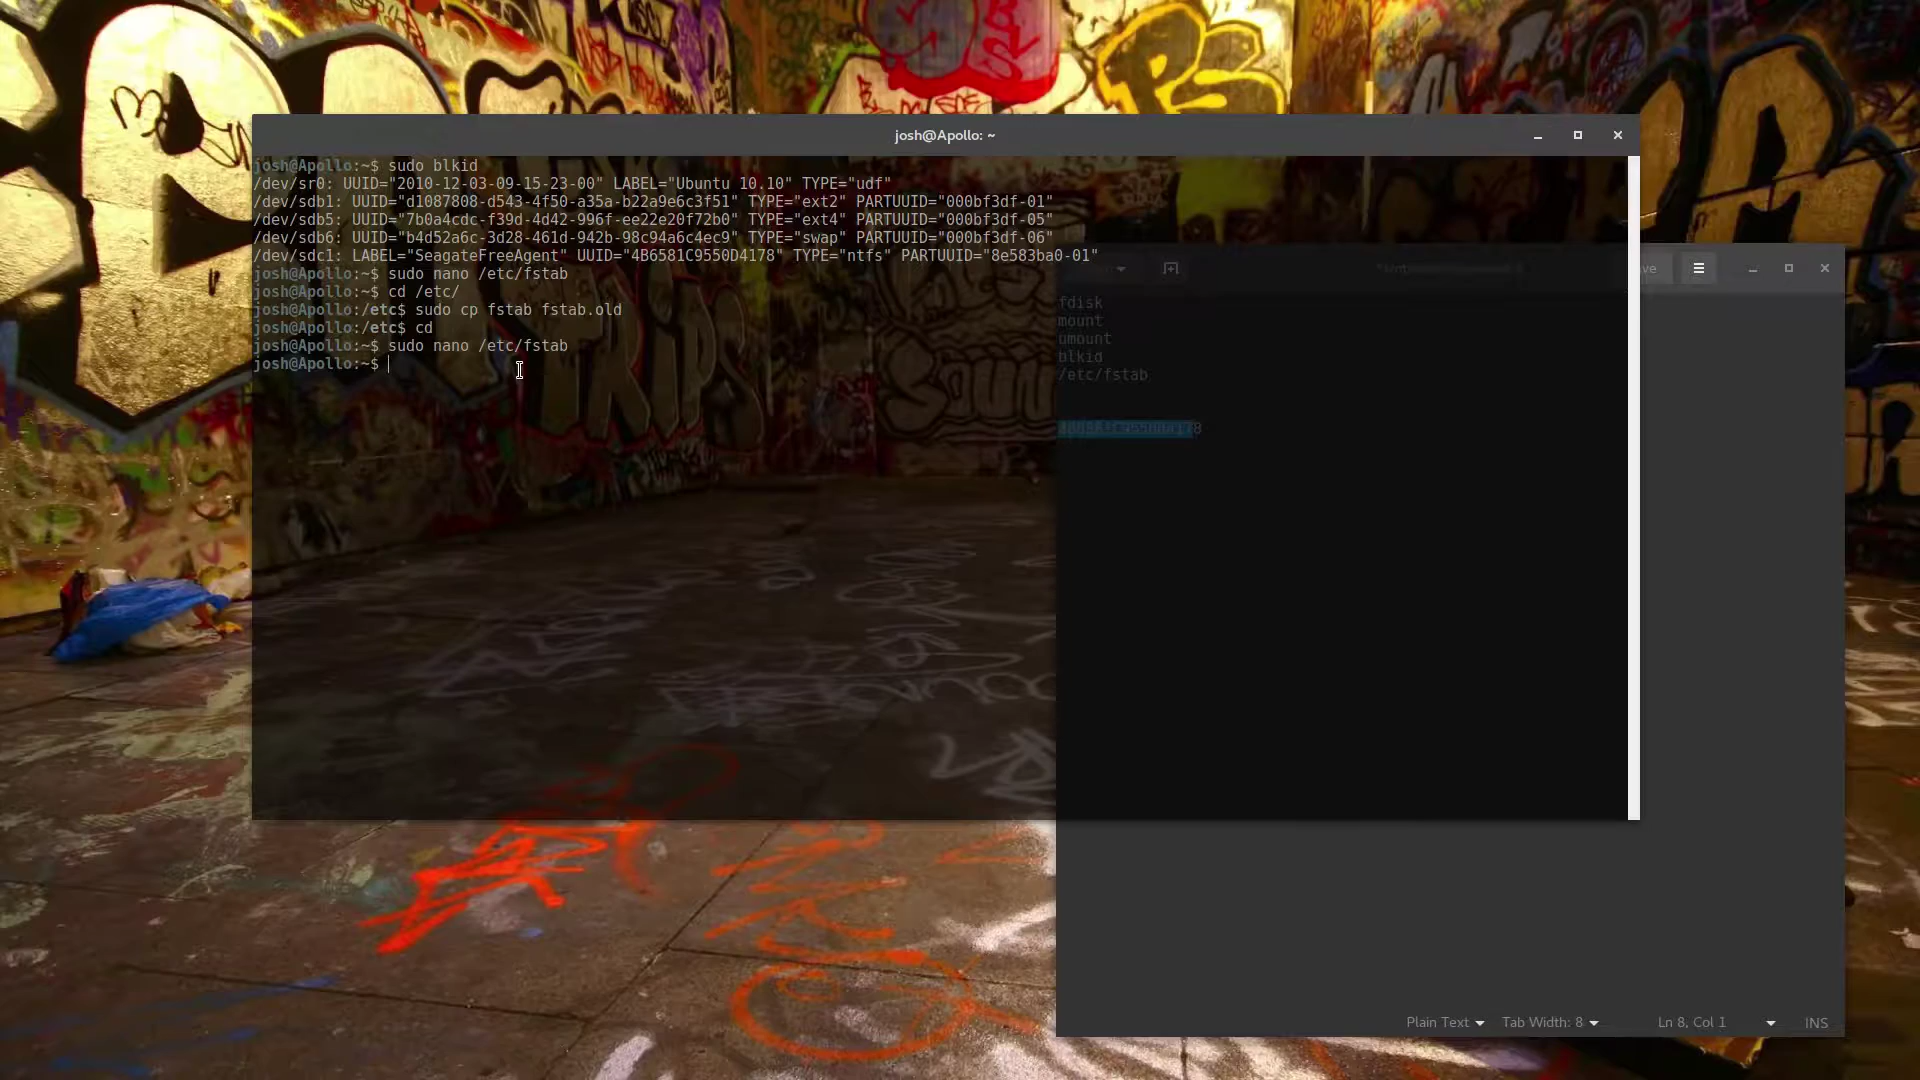 josh@Apollo: ~
josh@Apollo:~$ sudo blkid
/dev/sr0: UUID="2010-12-03-09-15-23-00" LABEL="Ubuntu 10.10" TYPE="udf"
/dev/sdb1: UUID="d1087808-d543-4f50-a35a-b22a9e6c3f51" TYPE="ext2" PARTUUID="000bf3df-01"
/dev/sdb5: UUID="7b0a4cdc-f39d-4d42-996f-ee22e20f72b0" TYPE="ext4" PARTUUID="000bf3df-05"
/dev/sdb6: UUID="b4d52a6c-3d28-461d-942b-98c94a6c4ec9" TYPE="swap" PARTUUID="000bf3df-06"
/dev/sdc1: LABEL="SeagateFreeAgent" UUID="4B6581C9550D4178" TYPE="ntfs" PARTUUID="8e583ba0-01"
josh@Apollo:~$ sudo nano /etc/fstab
josh@Apollo:~$ cd /etc/
josh@Apollo:/etc$ sudo cp fstab fstab.old
josh@Apollo:/etc$ cd
josh@Apollo:~$ sudo nano /etc/fstab
josh@Apollo:~$
fdisk
mount
umount
blkid
/etc/fstab
Plain Text Tab Width: 8 Ln 8, Col 1 INS